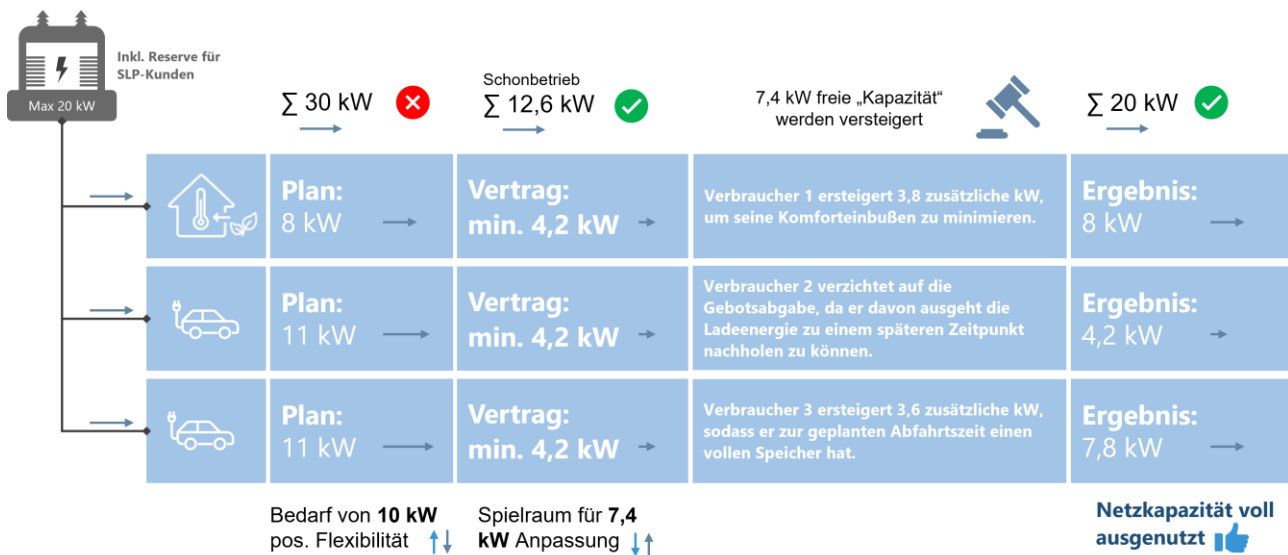 Inkl. Reserve für
SLP-Kunden
Max 20 kW
∑ 30 kW
Schonbetrieb
∑ 12,6 kW
7,4 kW freie „Kapazität“
werden versteigert
∑ 20 kW
Plan:
8 kW
Vertrag:
min. 4,2 kW
Verbraucher 1 ersteigert 3,8 zusätzliche kW,
um seine Komforteinbußen zu minimieren.
Ergebnis:
8 kW
Plan:
11 kW
Vertrag:
min. 4,2 kW
Verbraucher 2 verzichtet auf die
Gebotsabgabe, da er davon ausgeht die
Ladeenergie zu einem späteren Zeitpunkt
nachholen zu können.
Ergebnis:
4,2 kW
Plan:
11 kW
Vertrag:
min. 4,2 kW
Verbraucher 3 ersteigert 3,6 zusätzliche kW,
sodass er zur geplanten Abfahrtszeit einen
vollen Speicher hat.
Ergebnis:
7,8 kW
Bedarf von 10 kW
pos. Flexibilität
Spielraum für 7,4
kW Anpassung
Netzkapazität voll
ausgenutzt